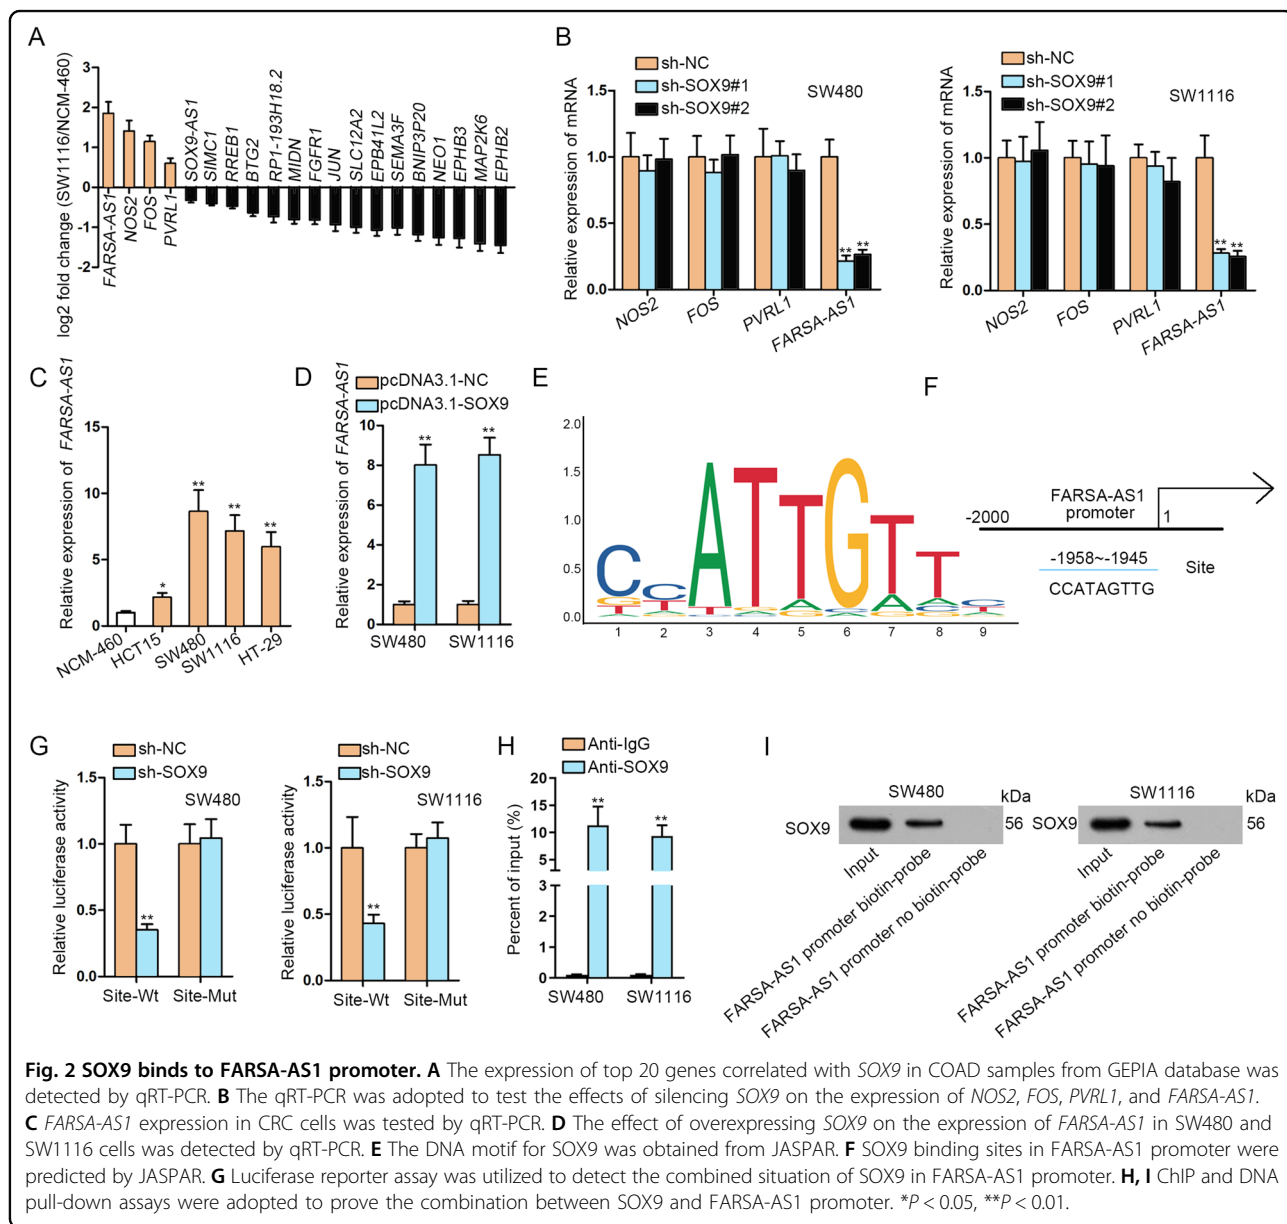 A
log2 fold change (SW1116/NCM-460)
3
2
1
0
-1
-2
FARSA-AS1
NOS2
FOS
PVRL1
SOX9-AS1
SIMC1
RREB1
BTG2
RP1-193H18.2
MIDN
FGFR1
JUN
SLC12A2
EPB41L2
SEMA3F
BNIP3P20
NEO1
EPHB3
MAP2K6
EPHB2
B
sh-NC
sh-SOX9#1
sh-SOX9#2
SW480
Relative expression of mRNA
1.5
1.0
0.5
0.0
** **
NOS2
FOS
PVRL1
FARSA-AS1
sh-NC
sh-SOX9#1
sh-SOX9#2
SW1116
Relative expression of mRNA
1.5
1.0
0.5
0.0
** **
NOS2
FOS
PVRL1
FARSA-AS1
C
Relative expression of FARSA-AS1
15
10
5
0
*
**
**
**
NCM-460
HCT15
SW480
SW1116
HT-29
D
pcDNA3.1-NC
pcDNA3.1-SOX9
Relative expression of FARSA-AS1
10
8
6
4
2
0
**
**
SW480
SW1116
E
2.0
1.5
1.0
0.5
0.0
C C A T T G T T C
G T T A A A C
T A T G G C T G T
A C C G C A
1 2 3 4 5 6 7 8 9
F
FARSA-AS1
promoter
-2000
1
-1958~-1945
Site
CCATAGTTG
G
sh-NC
sh-SOX9
SW480
Relative luciferase activity
1.5
1.0
0.5
0.0
**
Site-Wt
Site-Mut
sh-NC
sh-SOX9
SW1116
Relative luciferase activity
1.5
1.0
0.5
0.0
**
Site-Wt
Site-Mut
H
Anti-IgG
Anti-SOX9
Percent of input (%)
20
15
10
5
3
2
1
0
**
**
SW480
SW1116
I
SW480
kDa
SOX9
56
Input
FARSA-AS1 promoter biotin-probe
FARSA-AS1 promoter no biotin-probe
SW1116
kDa
SOX9
56
Input
FARSA-AS1 promoter biotin-probe
FARSA-AS1 promoter no biotin-probe
Fig. 2 SOX9 binds to FARSA-AS1 promoter. A The expression of top 20 genes correlated with SOX9 in COAD samples from GEPIA database was
detected by qRT-PCR. B The qRT-PCR was adopted to test the effects of silencing SOX9 on the expression of NOS2, FOS, PVRL1, and FARSA-AS1.
C FARSA-AS1 expression in CRC cells was tested by qRT-PCR. D The effect of overexpressing SOX9 on the expression of FARSA-AS1 in SW480 and
SW1116 cells was detected by qRT-PCR. E The DNA motif for SOX9 was obtained from JASPAR. F SOX9 binding sites in FARSA-AS1 promoter were
predicted by JASPAR. G Luciferase reporter assay was utilized to detect the combined situation of SOX9 in FARSA-AS1 promoter. H, I ChIP and DNA
pull-down assays were adopted to prove the combination between SOX9 and FARSA-AS1 promoter. *P < 0.05, **P < 0.01.